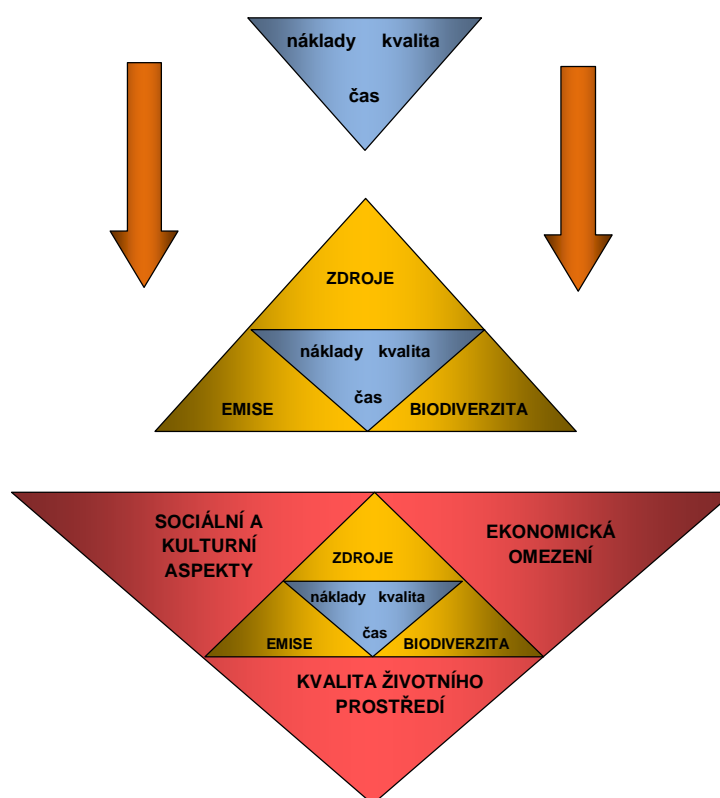 náklady kvalita
čas
ZDROJE
náklady kvalita
čas
EMISE
BIODIVERZITA
SOCIÁLNÍ A
KULTURNÍ
ASPEKTY
EKONOMICKÁ
OMEZENÍ
ZDROJE
náklady kvalita
čas
EMISE
BIODIVERZITA
KVALITA ŽIVOTNÍHO
PROSTŘEDÍ